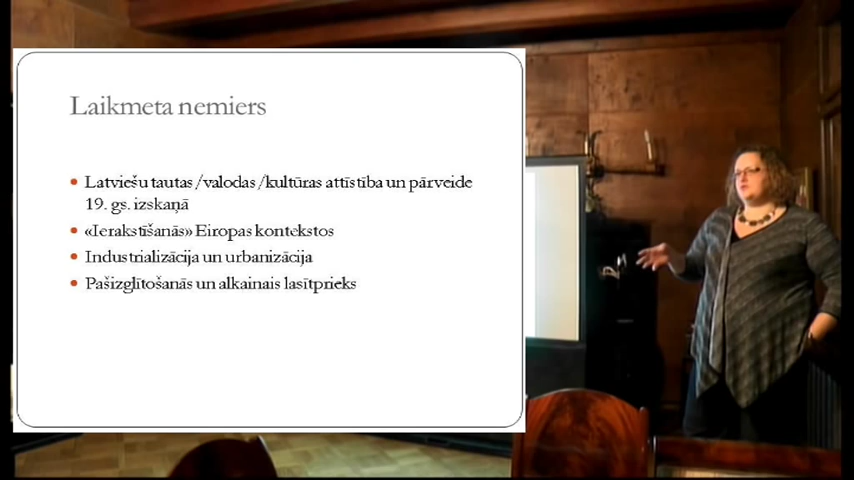 Laikmeta nemiers
Latviešu tautas/valodas/kultūras attīstība un pārveide
19. gs. izskaņā
«Ierakstīšanās» Eiropas kontekstos
Industrializācija un urbanizācija
Pašizglītošanās un alkainais lasītprieks